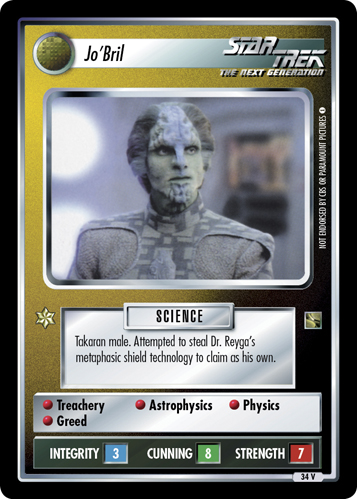 Jo'Bril
STAR TREK
THE NEXT GENERATION
NOT ENDORSED BY CBS OR PARAMOUNT PICTURES
SCIENCE
Takaran male. Attempted to steal Dr. Reyga's
metaphasic shield technology to claim as his own.
Treachery Astrophysics Physics
Greed
INTEGRITY 3 CUNNING 8 STRENGTH 7
34 V